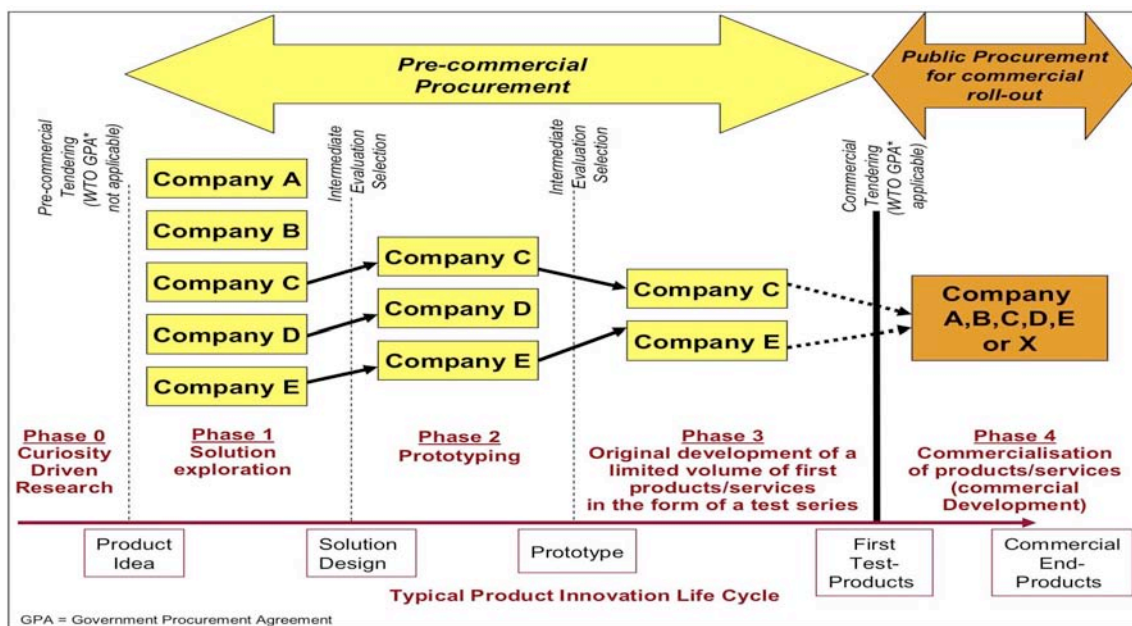 Pre-commercial
Procurement
Public Procurement
for commercial
roll-out
Pre-commercial
Tendering
(WTO GPA*
not applicable)
Intermediate
Evaluation
Selection
Intermediate
Evaluation
Selection
Commercial
Tendering
(WTO GPA*
applicable)
Company A
Company B
Company C
Company D
Company E
Company C
Company D
Company E
Company C
Company E
Company
A,B,C,D,E
or X
Phase 0
Curiosity
Driven
Research
Phase 1
Solution
exploration
Phase 2
Prototyping
Phase 3
Original development of a
limited volume of first
products/services
in the form of a test series
Phase 4
Commercialisation
of products/services
(commercial
Development)
Product
Idea
Solution
Design
Prototype
First
Test-
Products
Commercial
End-
Products
Typical Product Innovation Life Cycle
GPA = Government Procurement Agreement